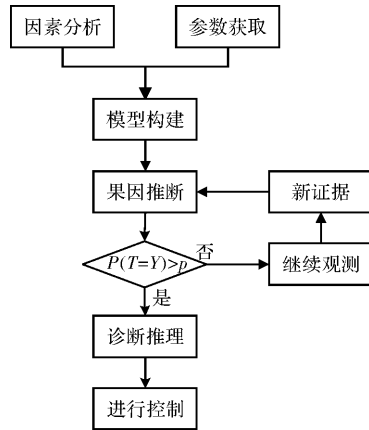 因素分析
参数获取
模型构建
果因推断
新证据
P(T=Y)>p
否
继续观测
是
诊断推理
进行控制